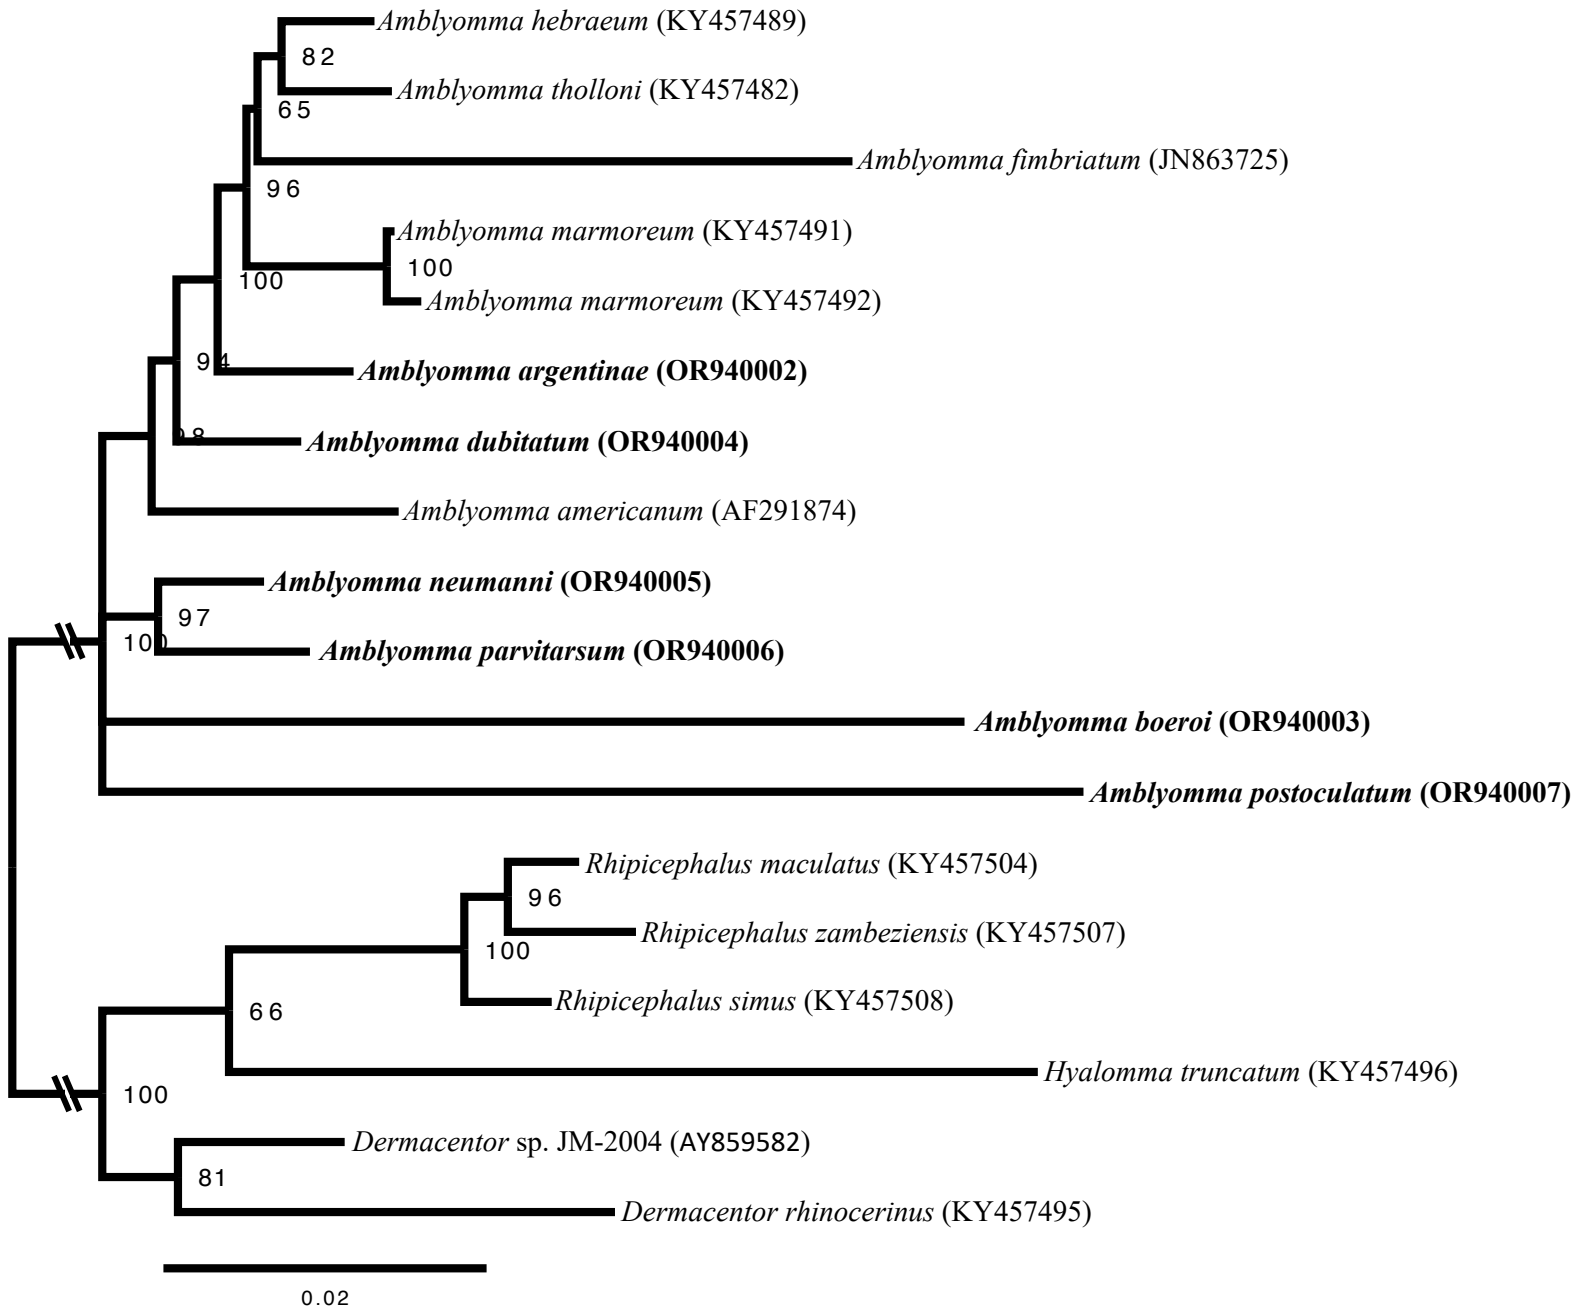 Amblyomma hebraeum (KY457489)
82
Amblyomma tholloni (KY457482)
65
Amblyomma fimbriatum (JN863725)
96
Amblyomma marmoreum (KY457491)
100
100
Amblyomma marmoreum (KY457492)
94
Amblyomma argentinae (OR940002)
98
Amblyomma dubitatum (OR940004)
Amblyomma americanum (AF291874)
Amblyomma neumanni (OR940005)
97
100
Amblyomma parvitarsum (OR940006)
Amblyomma boeroi (OR940003)
Amblyomma postoculatum (OR940007)
Rhipicephalus maculatus (KY457504)
96
Rhipicephalus zambeziensis (KY457507)
100
Rhipicephalus simus (KY457508)
66
Hyalomma truncatum (KY457496)
100
Dermacentor sp. JM-2004 (AY859582)
81
Dermacentor rhinocerinus (KY457495)
0.02